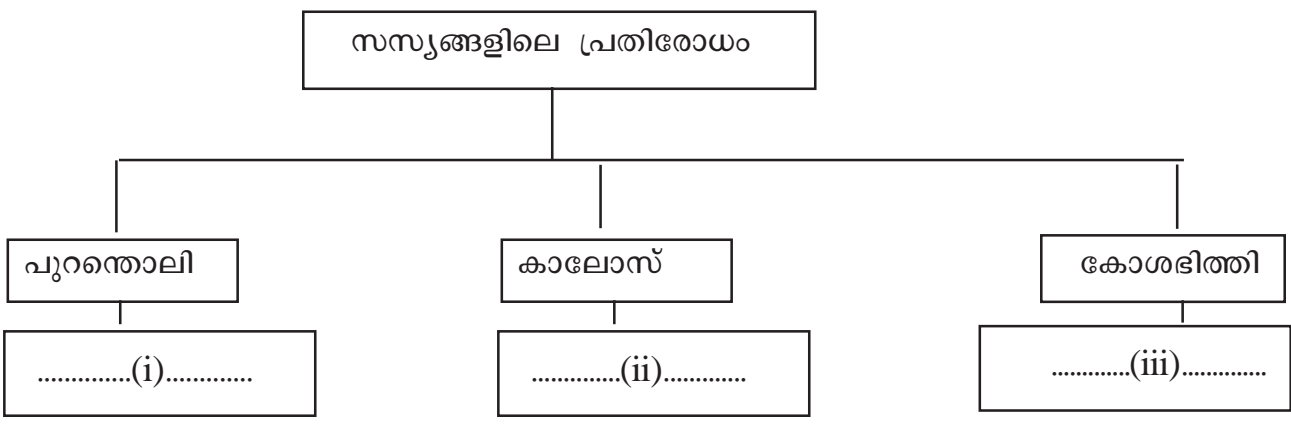 സസ്യങ്ങളിലെ പ്രതിരോധം
പുറന്തൊലി
കാലോസ്
കോശഭിത്തി
..............(i).............
..............(ii).............
.............(iii).............